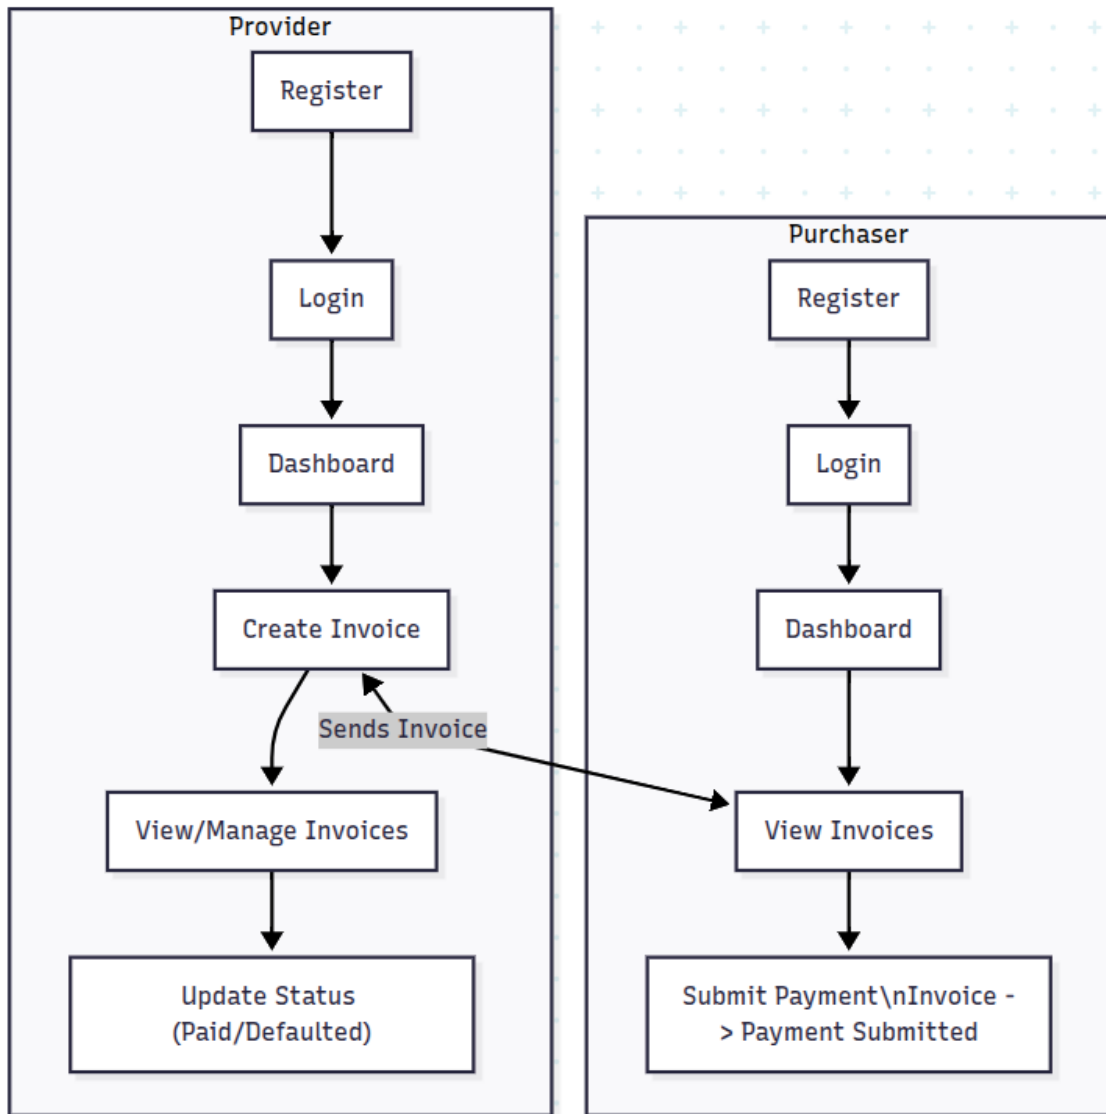 Provider
Register
Login
Dashboard
Create Invoice
Sends Invoice
View/Manage Invoices
Update Status
(Paid/Defaulted)
Purchaser
Register
Login
Dashboard
View Invoices
Submit Payment\nInvoice -
> Payment Submitted